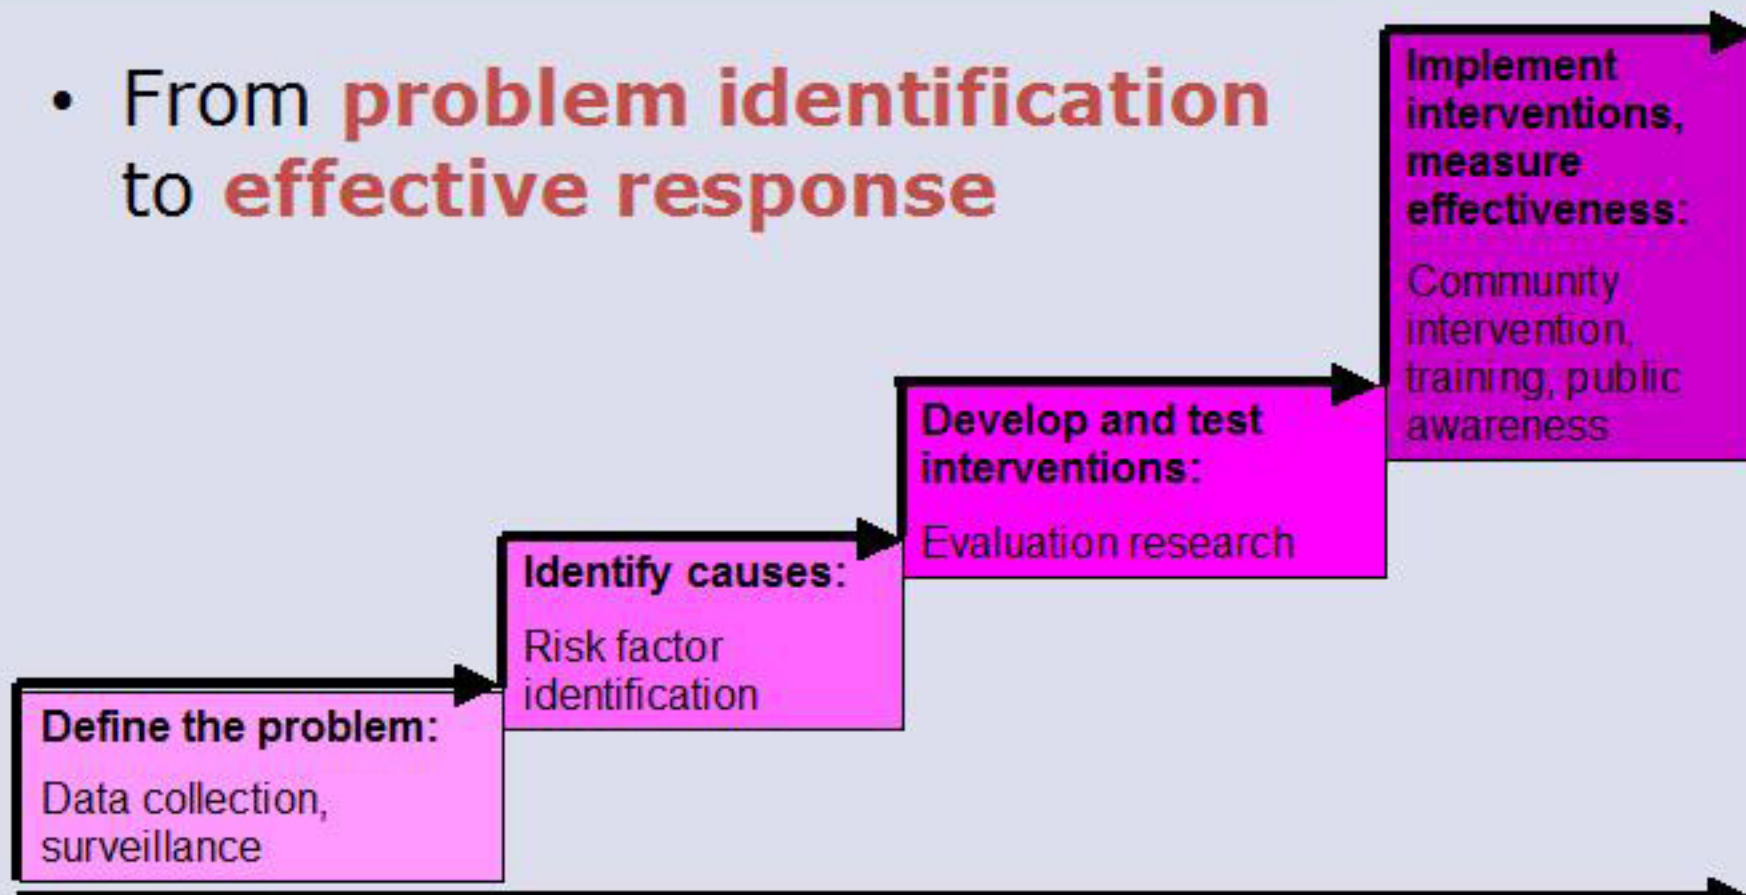 • From problem identification
to effective response
Implement
interventions,
measure
effectiveness:
Community
intervention,
training, public
awareness
Develop and test
interventions:
Evaluation research
Identify causes:
Risk factor
identification
Define the problem:
Data collection,
surveillance